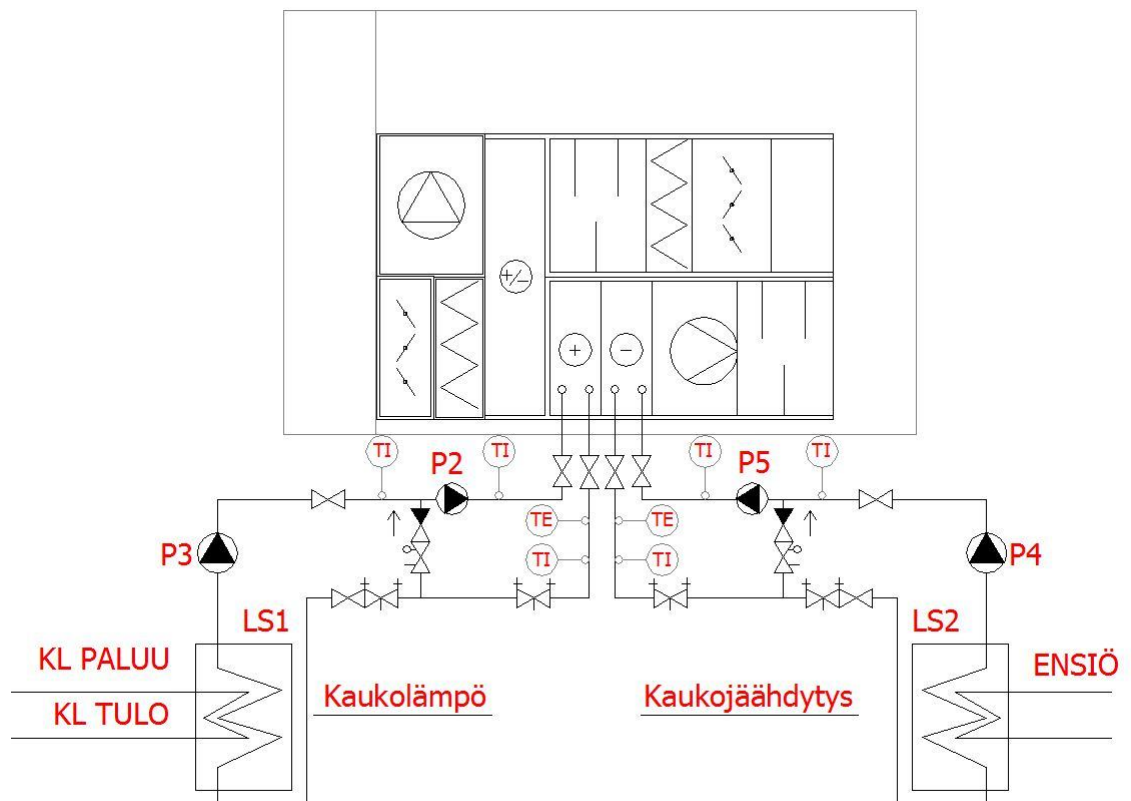 +/-
+ -
TI P2 TI TI P5 TI
TE TE
P3 TI TI P4
LS1 LS2
KL PALUU ENSIÖ
Kaukolämpö Kaukojäähdytys
KL TULO